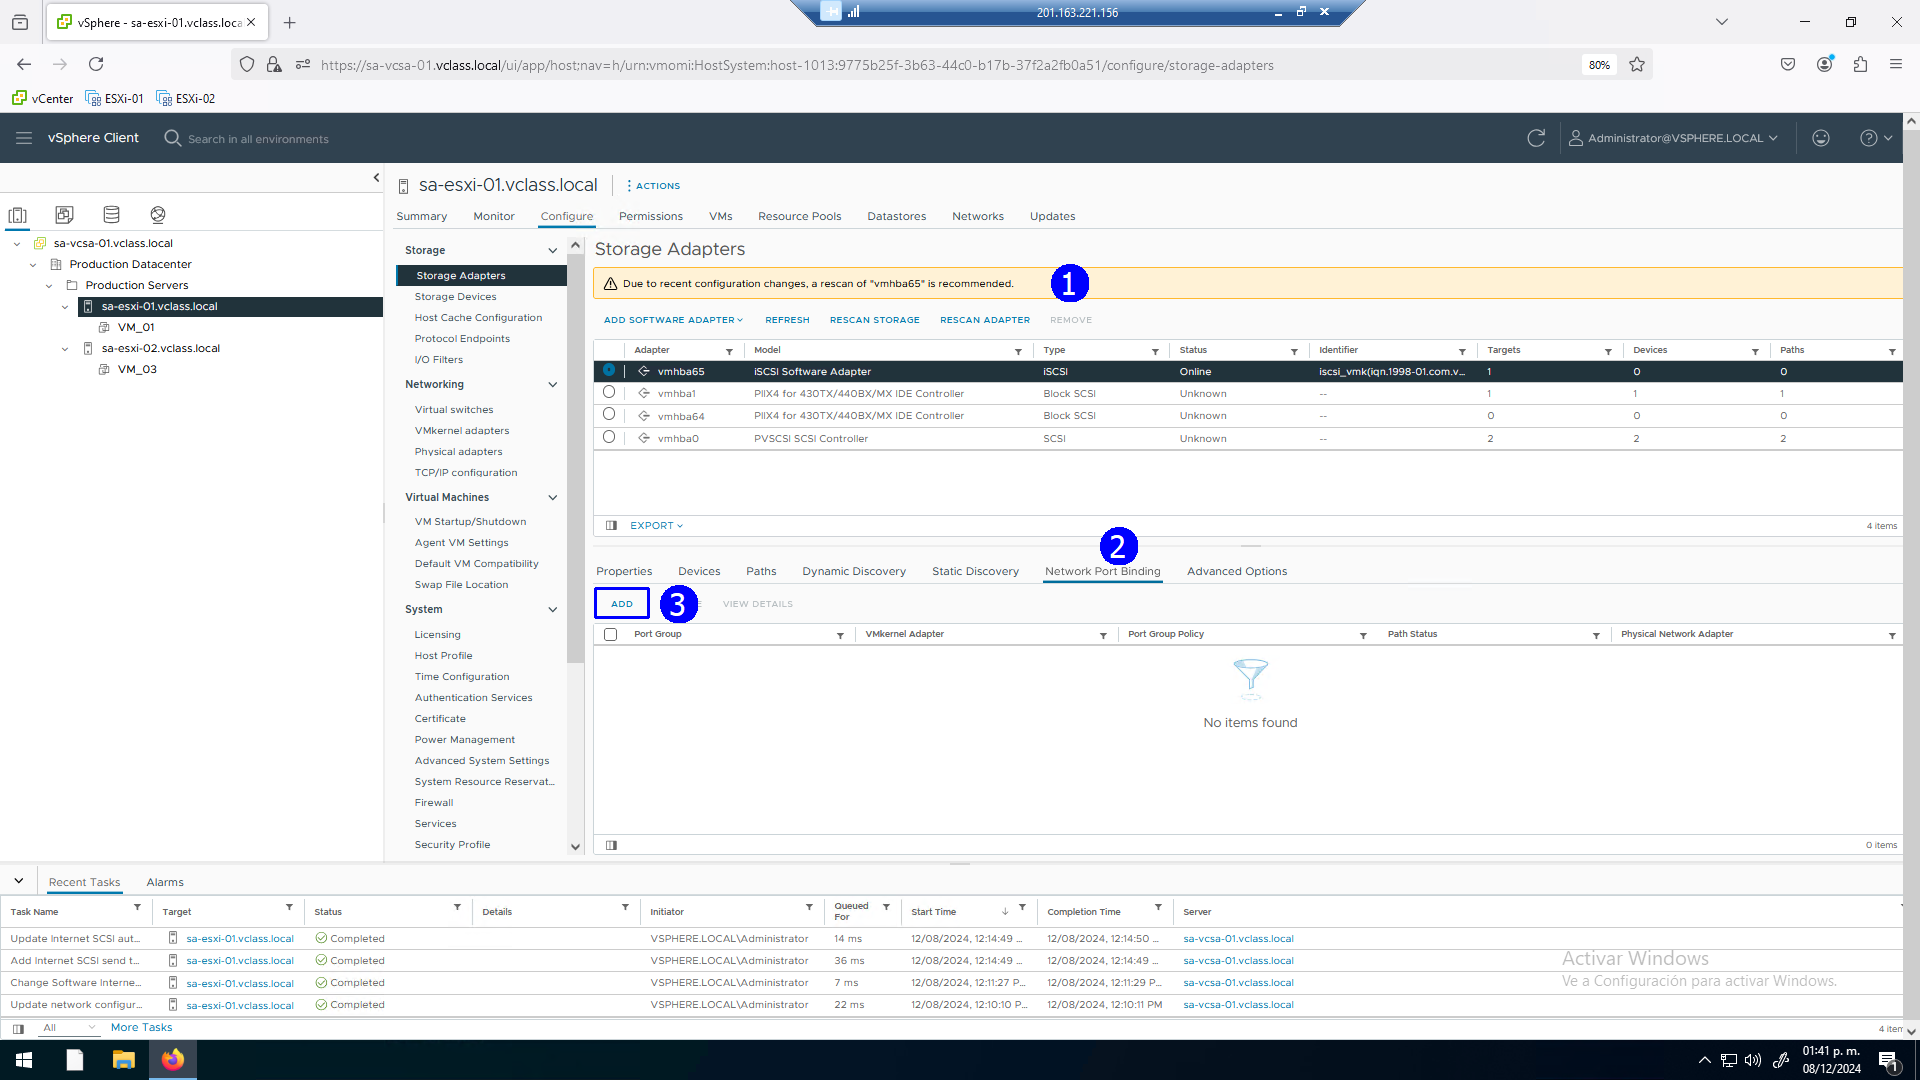 vSphere - sa-esxi-01.vclass.loca
201.163.221.156
https://sa-vcsa-01.vclass.local/ui/app/host;nav=h/urn:vmomi:HostSystem:host-1013:9775b25f-3b63-44c0-b17b-37f2a2fb0a51/configure/storage-adapters
80%
vCenter ESXi-01 ESXi-02
vSphere Client
Search in all environments
Administrator@VSPHERE.LOCAL
sa-vcsa-01.vclass.local
Production Datacenter
Production Servers
sa-esxi-01.vclass.local
VM_01
sa-esxi-02.vclass.local
VM_03
sa-esxi-01.vclass.local
ACTIONS
Summary Monitor Configure Permissions VMs Resource Pools Datastores Networks Updates
Storage
Storage Adapters
Storage Devices
Host Cache Configuration
Protocol Endpoints
I/O Filters
Networking
Virtual switches
VMkernel adapters
Physical adapters
TCP/IP configuration
Virtual Machines
VM Startup/Shutdown
Agent VM Settings
Default VM Compatibility
Swap File Location
System
Licensing
Host Profile
Time Configuration
Authentication Services
Certificate
Power Management
Advanced System Settings
System Resource Reservat...
Firewall
Services
Security Profile
Storage Adapters
Due to recent configuration changes, a rescan of "vmhba65" is recommended.
1
ADD SOFTWARE ADAPTER REFRESH RESCAN STORAGE RESCAN ADAPTER REMOVE
Adapter Model Type Status Identifier Targets Devices Paths
vmhba65 iSCSI Software Adapter iSCSI Online iscsi_vmk(iqn.1998-01.com.v... 1 0 0
vmhba1 PIIX4 for 430TX/440BX/MX IDE Controller Block SCSI Unknown -- 1 1 1
vmhba64 PIIX4 for 430TX/440BX/MX IDE Controller Block SCSI Unknown -- 0 0 0
vmhba0 PVSCSI SCSI Controller SCSI Unknown -- 2 2 2
EXPORT
4 items
2
Properties Devices Paths Dynamic Discovery Static Discovery Network Port Binding Advanced Options
ADD
3
VIEW DETAILS
Port Group VMkernel Adapter Port Group Policy Path Status Physical Network Adapter
No items found
0 items
Recent Tasks Alarms
Task Name Target Status Details Initiator Queued For Start Time Completion Time Server
Update Internet SCSI aut... sa-esxi-01.vclass.local Completed VSPHERE.LOCAL\Administrator 14 ms 12/08/2024, 12:14:49 ... 12/08/2024, 12:14:50 ... sa-vcsa-01.vclass.local
Add Internet SCSI send t... sa-esxi-01.vclass.local Completed VSPHERE.LOCAL\Administrator 36 ms 12/08/2024, 12:14:49 ... 12/08/2024, 12:14:49 ... sa-vcsa-01.vclass.local
Change Software Interne... sa-esxi-01.vclass.local Completed VSPHERE.LOCAL\Administrator 7 ms 12/08/2024, 12:11:27 P... 12/08/2024, 12:11:29 P... sa-vcsa-01.vclass.local
Update network configur... sa-esxi-01.vclass.local Completed VSPHERE.LOCAL\Administrator 22 ms 12/08/2024, 12:10:10 P... 12/08/2024, 12:10:11 PM sa-vcsa-01.vclass.local
Activar Windows
Ve a Configuración para activar Windows.
All More Tasks
4 item
01:41 p. m.
08/12/2024
1